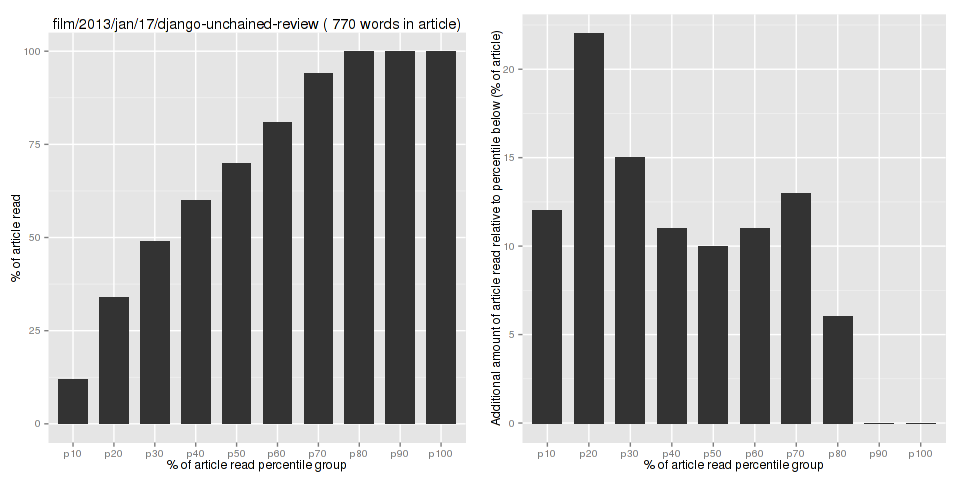 film/2013/jan/17/django-unchained-review ( 770 words in article)
% of article read
100
75
50
25
0
p10 p20 p30 p40 p50 p60 p70 p80 p90 p100
% of article read percentile group
Additional amount of article read relative to percentile below (% of article)
20
15
10
5
0
p10 p20 p30 p40 p50 p60 p70 p80 p90 p100
% of article read percentile group